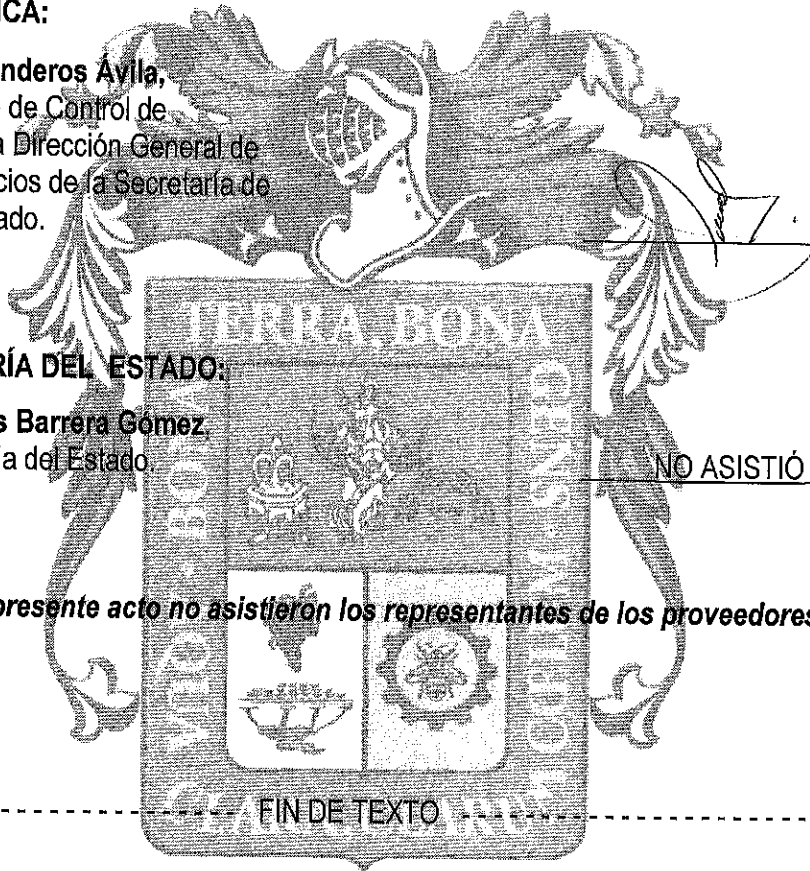 ICA:
nderos Ávila,
de Control de
a Dirección General de
cios de la Secretaría de
ado.
RÍA DEL ESTADO:
s Barrera Gómez,
ía del Estado.
NO ASISTIÓ
presente acto no asistieron los representantes de los proveedores
FIN DE TEXTO
TERRA · BONA
BONA